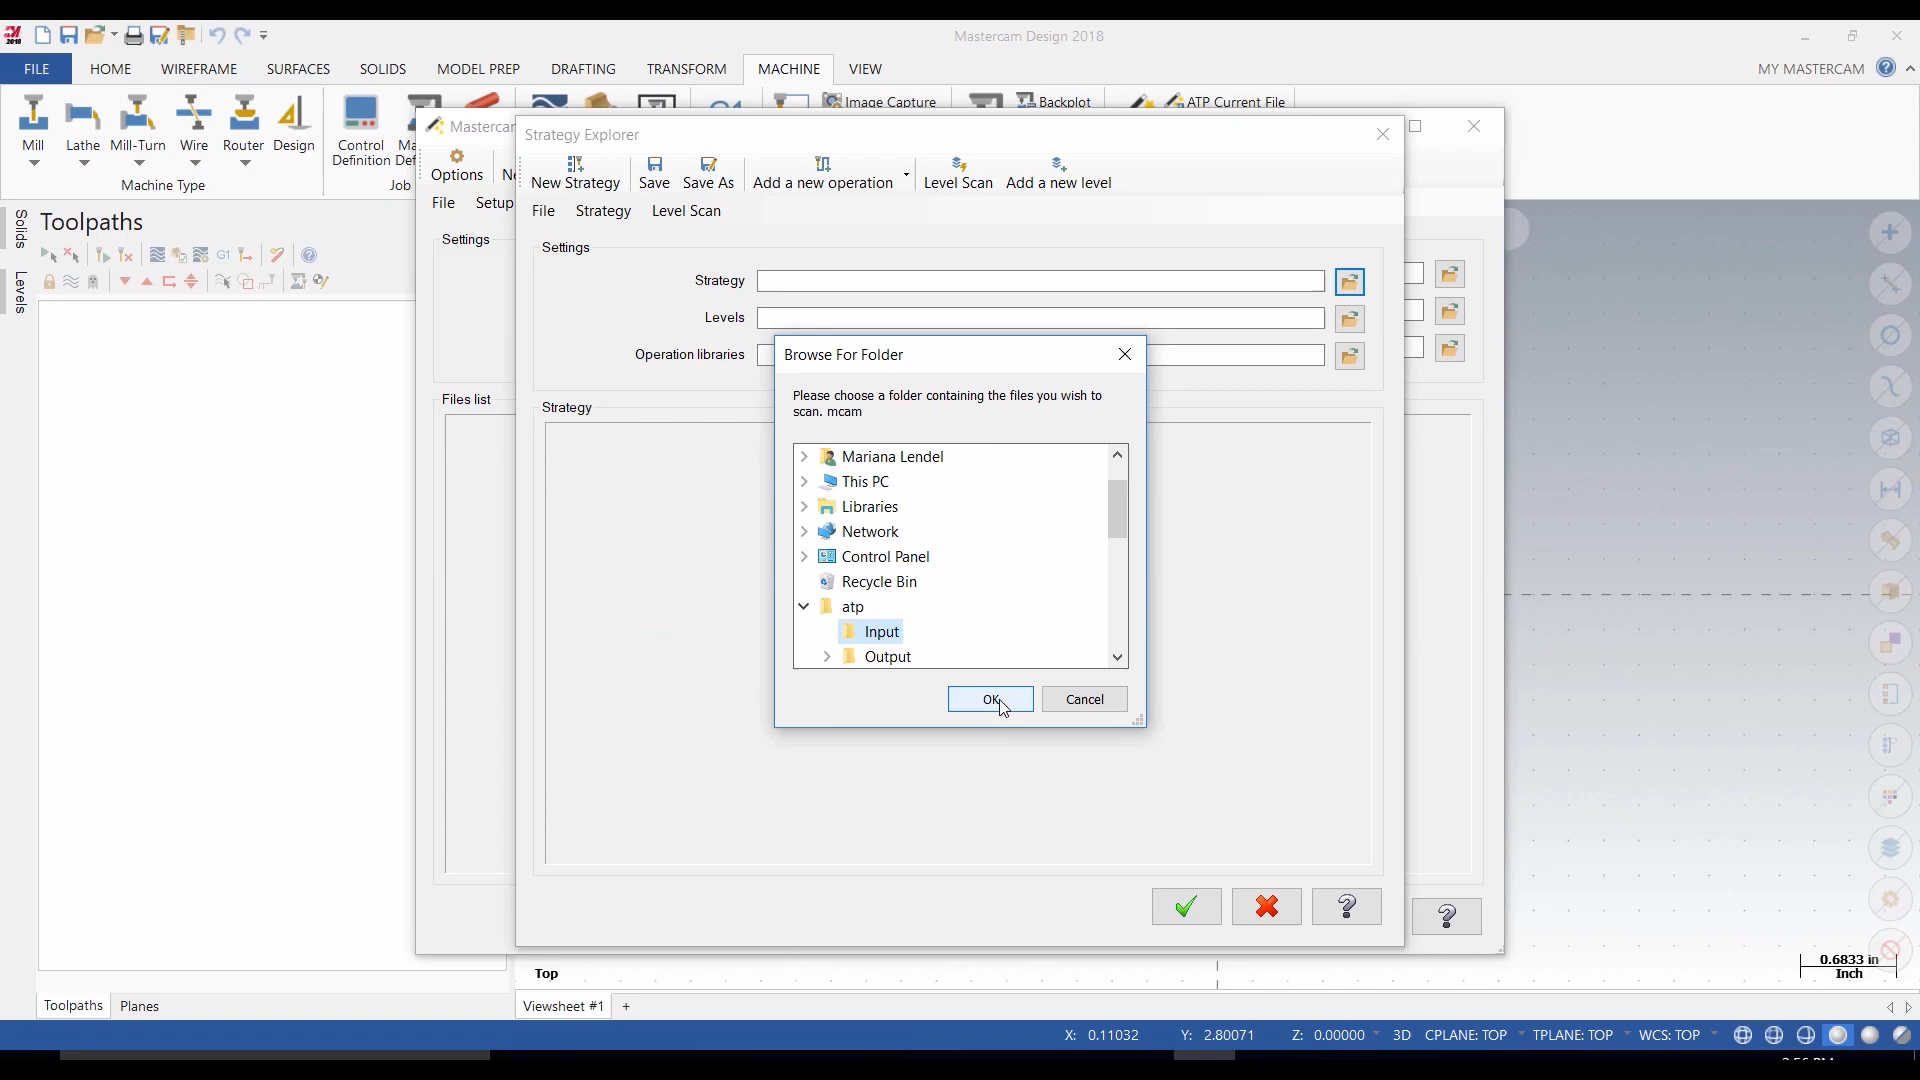 Mastercam Design 2018
FILE HOME WIREFRAME SURFACES SOLIDS MODEL PREP DRAFTING TRANSFORM MACHINE VIEW MY MASTERCAM
Image Capture Backplot ATP Current File
Mill Lathe Mill-Turn Wire Router Design
Control
Definition
Machine Type
Job
Mastercam
Options
File Setup
Settings
Files list
Strategy Explorer
New Strategy Save Save As Add a new operation Level Scan Add a new level
File Strategy Level Scan
Settings
Strategy
Levels
Operation libraries
Strategy
Browse For Folder
Please choose a folder containing the files you wish to
scan. mcam
Mariana Lendel
This PC
Libraries
Network
Control Panel
Recycle Bin
atp
Input
Output
OK Cancel
Solids
Levels
Toolpaths
G1
Top
0.6833 in
Inch
Toolpaths Planes
Viewsheet #1 +
X: 0.11032 Y: 2.80071 Z: 0.00000 3D CPLANE: TOP TPLANE: TOP WCS: TOP